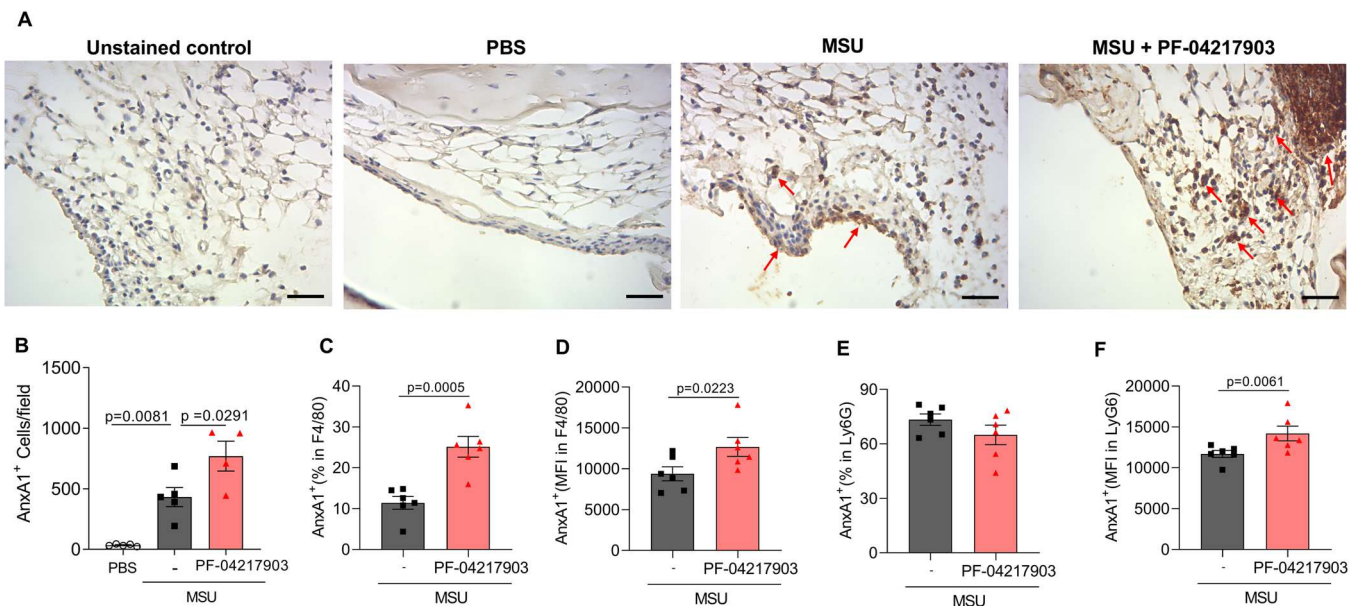 A
Unstained control
PBS
MSU
MSU + PF-04217903
B
1500
1000
500
0
AnxA1⁺ Cells/field
p=0.0081
p =0.0291
PBS
-
PF-04217903
MSU
C
40
30
20
10
0
AnxA1⁺(% in F4/80)
p=0.0005
-
PF-04217903
MSU
D
20000
15000
10000
5000
0
AnxA1⁺(MFI in F4/80)
p=0.0223
-
PF-04217903
MSU
E
90
60
30
0
AnxA1⁺(% in Ly6G)
-
PF-04217903
MSU
F
20000
15000
10000
5000
0
AnxA1⁺(MFI in LyG6)
p=0.0061
-
PF-04217903
MSU